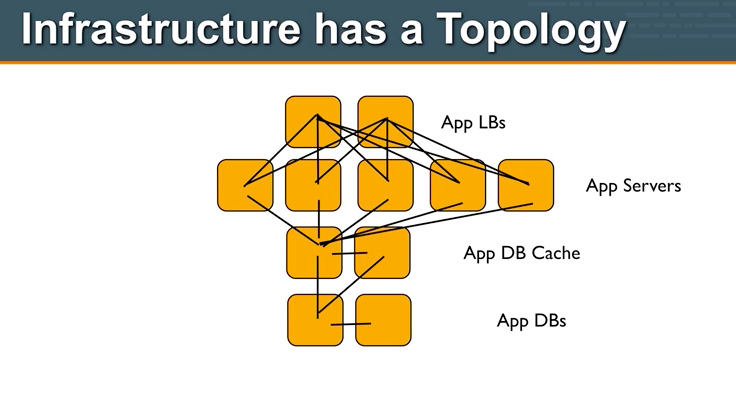 Infrastructure has a Topology
App LBs
App Servers
App DB Cache
App DBs